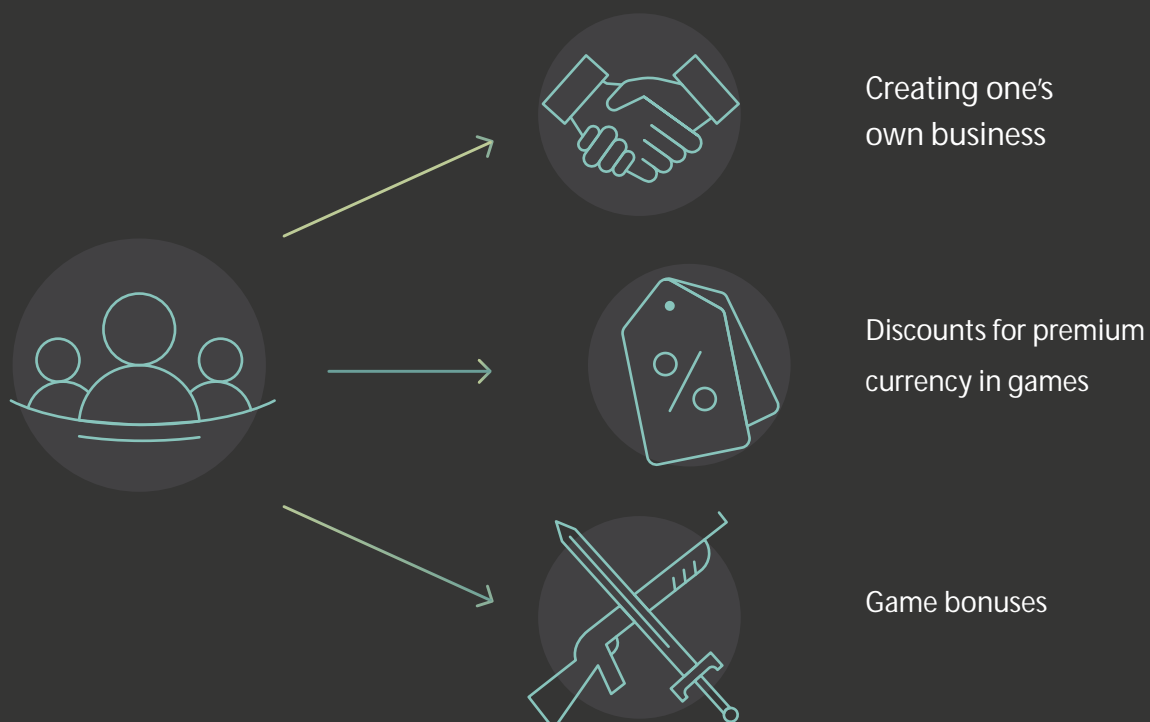 Creating one's
own business
Discounts for premium
currency in games
Game bonuses